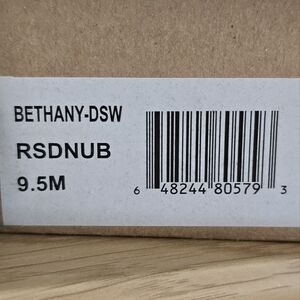 BETHANY-DSW
RSDNUB
9.5M
6 48244 80579 3